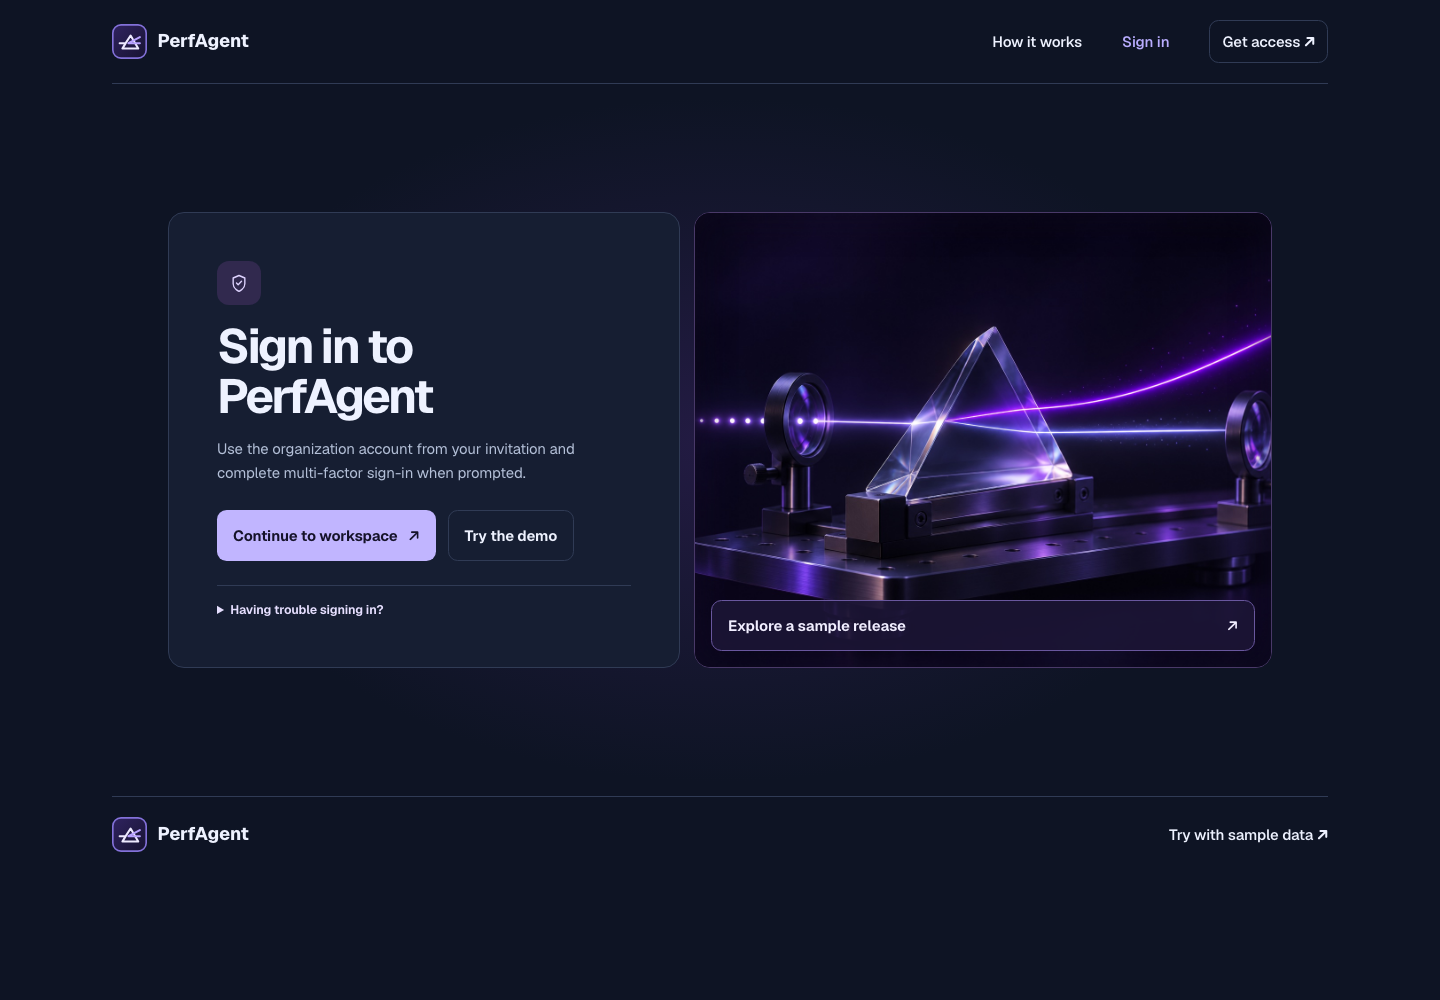 PerfAgent
How it works
Sign in
Get access
Sign in to
PerfAgent
Use the organization account from your invitation and
complete multi-factor sign-in when prompted.
Continue to workspace
Try the demo
Having trouble signing in?
Explore a sample release
PerfAgent
Try with sample data